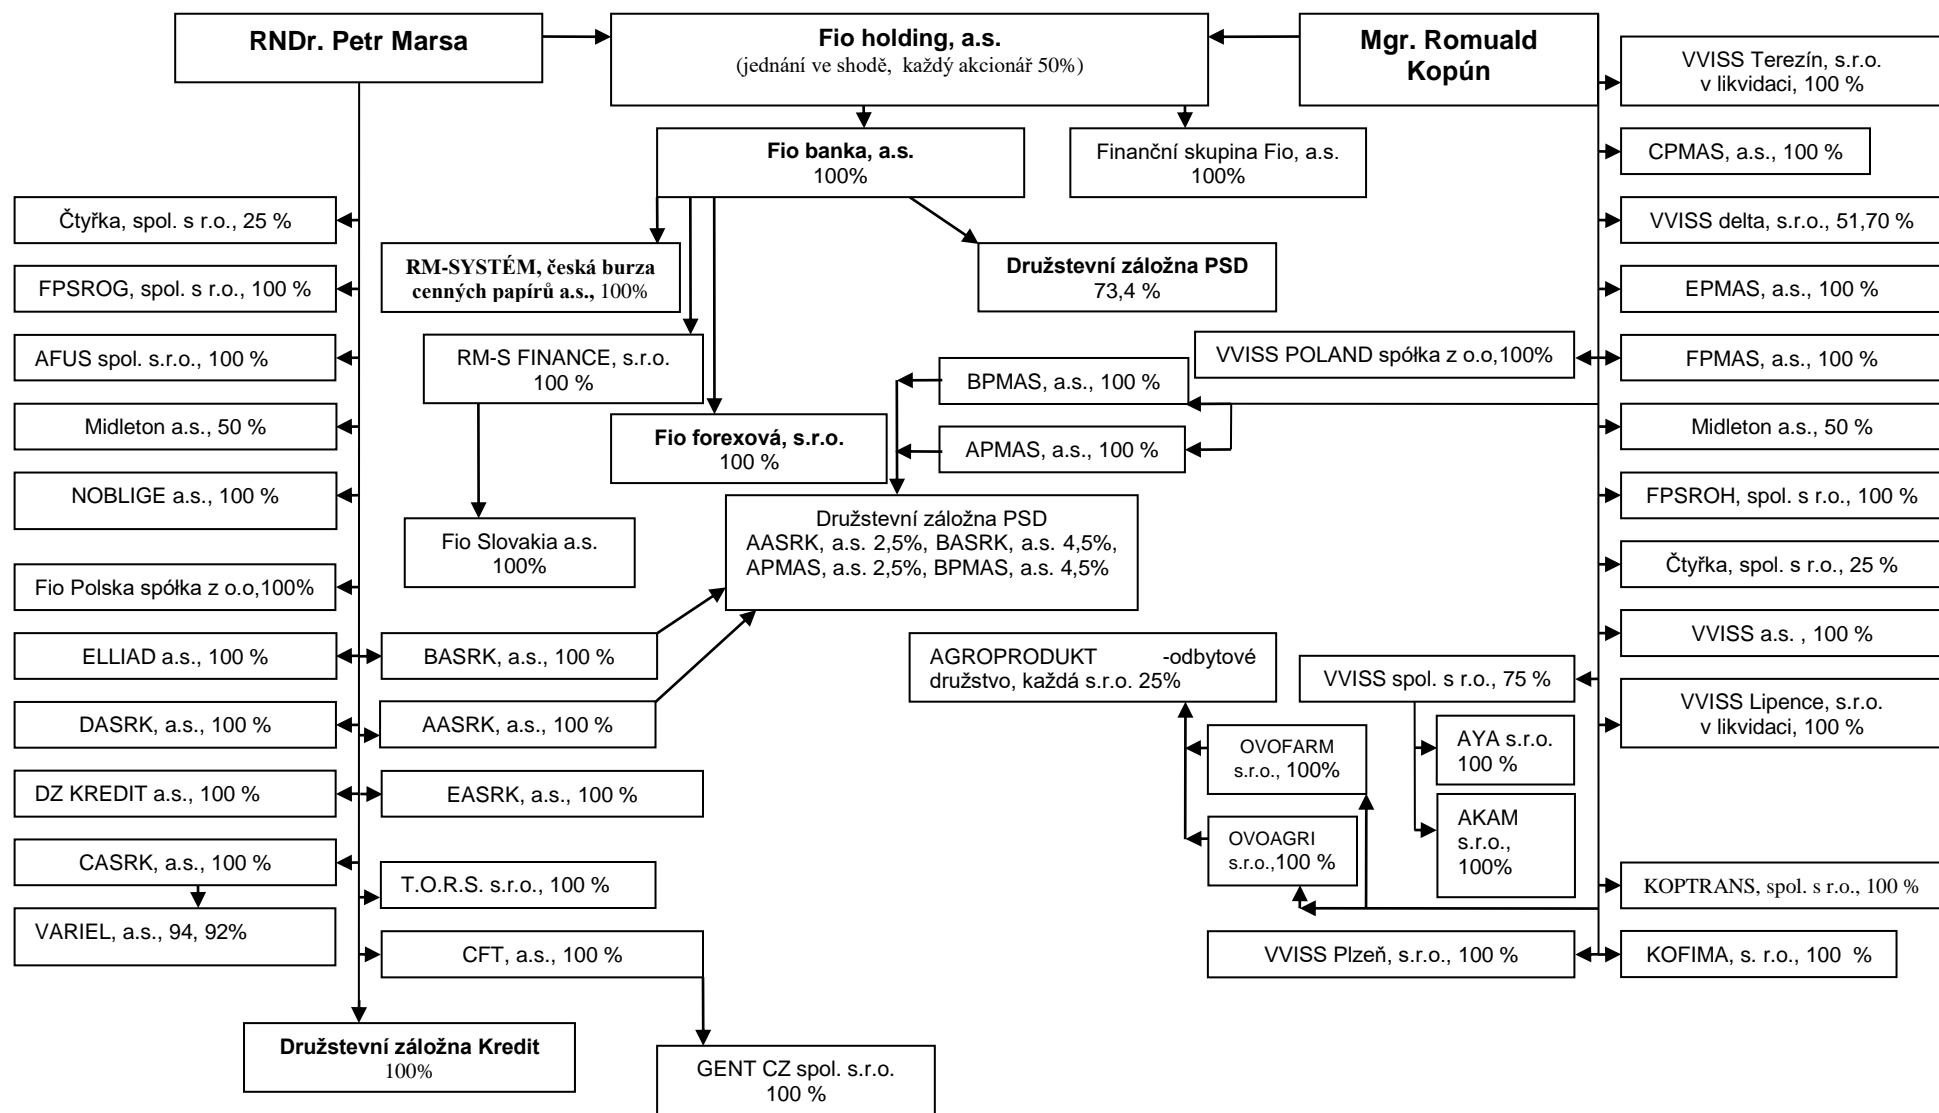 RNDr. Petr Marsa
Fio holding, a.s.
(jednání ve shodě, každý akcionář 50%)
Mgr. Romuald
Kopún
VVISS Terezín, s.r.o.
v likvidaci, 100 %
Fio banka, a.s.
100%
Finanční skupina Fio, a.s.
100%
CPMAS, a.s., 100 %
Čtyřka, spol. s r.o., 25 %
VVISS delta, s.r.o., 51,70 %
RM-SYSTÉM, česká burza
cenných papírů a.s., 100%
Družstevní záložna PSD
73,4 %
FPSROG, spol. s r.o., 100 %
EPMAS, a.s., 100 %
AFUS spol. s.r.o., 100 %
RM-S FINANCE, s.r.o.
100 %
VVISS POLAND spółka z o.o,100%
FPMAS, a.s., 100 %
BPMAS, a.s., 100 %
Midleton a.s., 50 %
Fio forexová, s.r.o.
100 %
APMAS, a.s., 100 %
Midleton a.s., 50 %
NOBLIGE a.s., 100 %
FPSROH, spol. s r.o., 100 %
Fio Slovakia a.s.
100%
Družstevní záložna PSD
AASRK, a.s. 2,5%, BASRK, a.s. 4,5%,
APMAS, a.s. 2,5%, BPMAS, a.s. 4,5%
Čtyřka, spol. s r.o., 25 %
Fio Polska spółka z o.o,100%
ELLIAD a.s., 100 %
BASRK, a.s., 100 %
AGROPRODUKT -odbytové
družstvo, každá s.r.o. 25%
VVISS a.s. , 100 %
VVISS spol. s r.o., 75 %
DASRK, a.s., 100 %
AASRK, a.s., 100 %
VVISS Lipence, s.r.o.
v likvidaci, 100 %
OVOFARM
s.r.o., 100%
AYA s.r.o.
100 %
DZ KREDIT a.s., 100 %
EASRK, a.s., 100 %
OVOAGRI
s.r.o.,100 %
AKAM
s.r.o.,
100%
CASRK, a.s., 100 %
T.O.R.S. s.r.o., 100 %
KOPTRANS, spol. s r.o., 100 %
VARIEL, a.s., 94, 92%
CFT, a.s., 100 %
VVISS Plzeň, s.r.o., 100 %
KOFIMA, s. r.o., 100 %
Družstevní záložna Kredit
100%
GENT CZ spol. s.r.o.
100 %